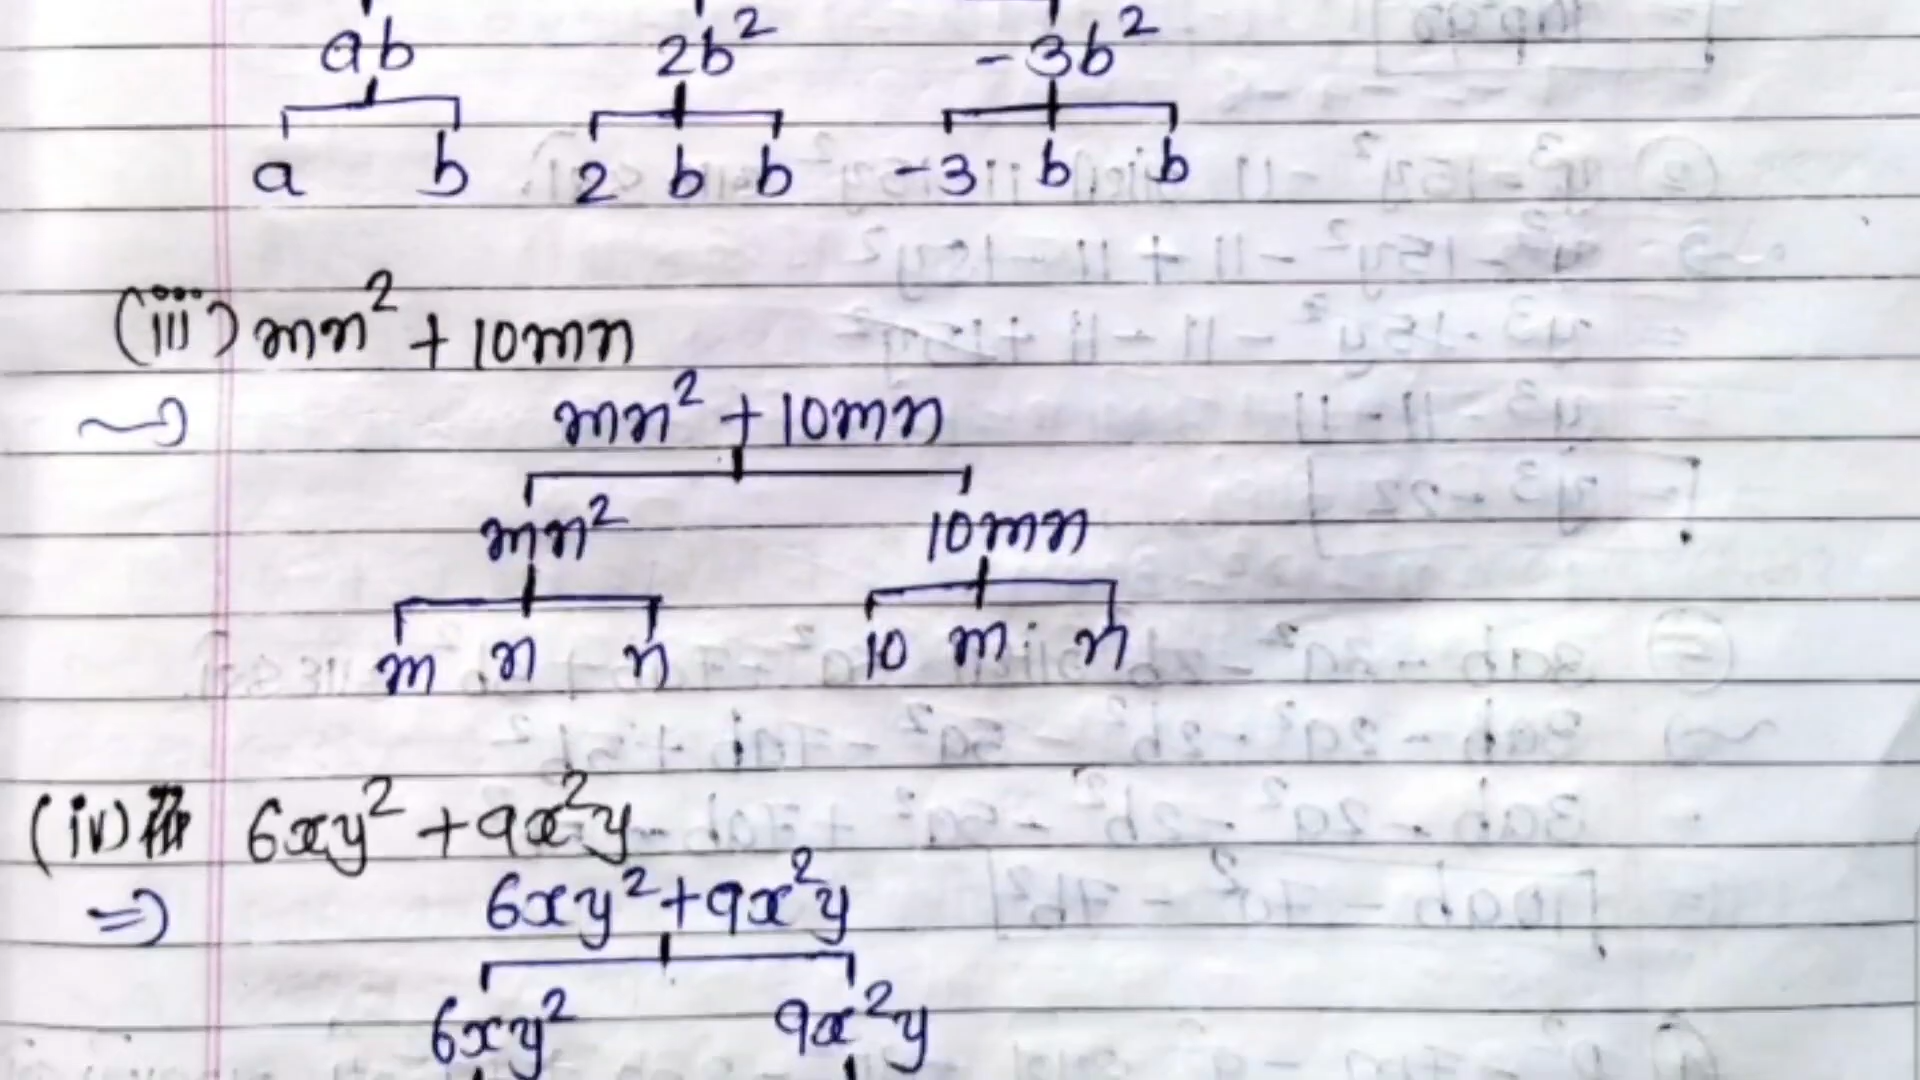 ab 2b² -3b²
a b 2 b b -3 b b
(iii) mn² + 10mn
mn² + 10mn
mn² 10mn
m n n 10 m n
(iv) 6xy² + 9x²y
⇒ 6xy² + 9x²y
6xy² 9x²y